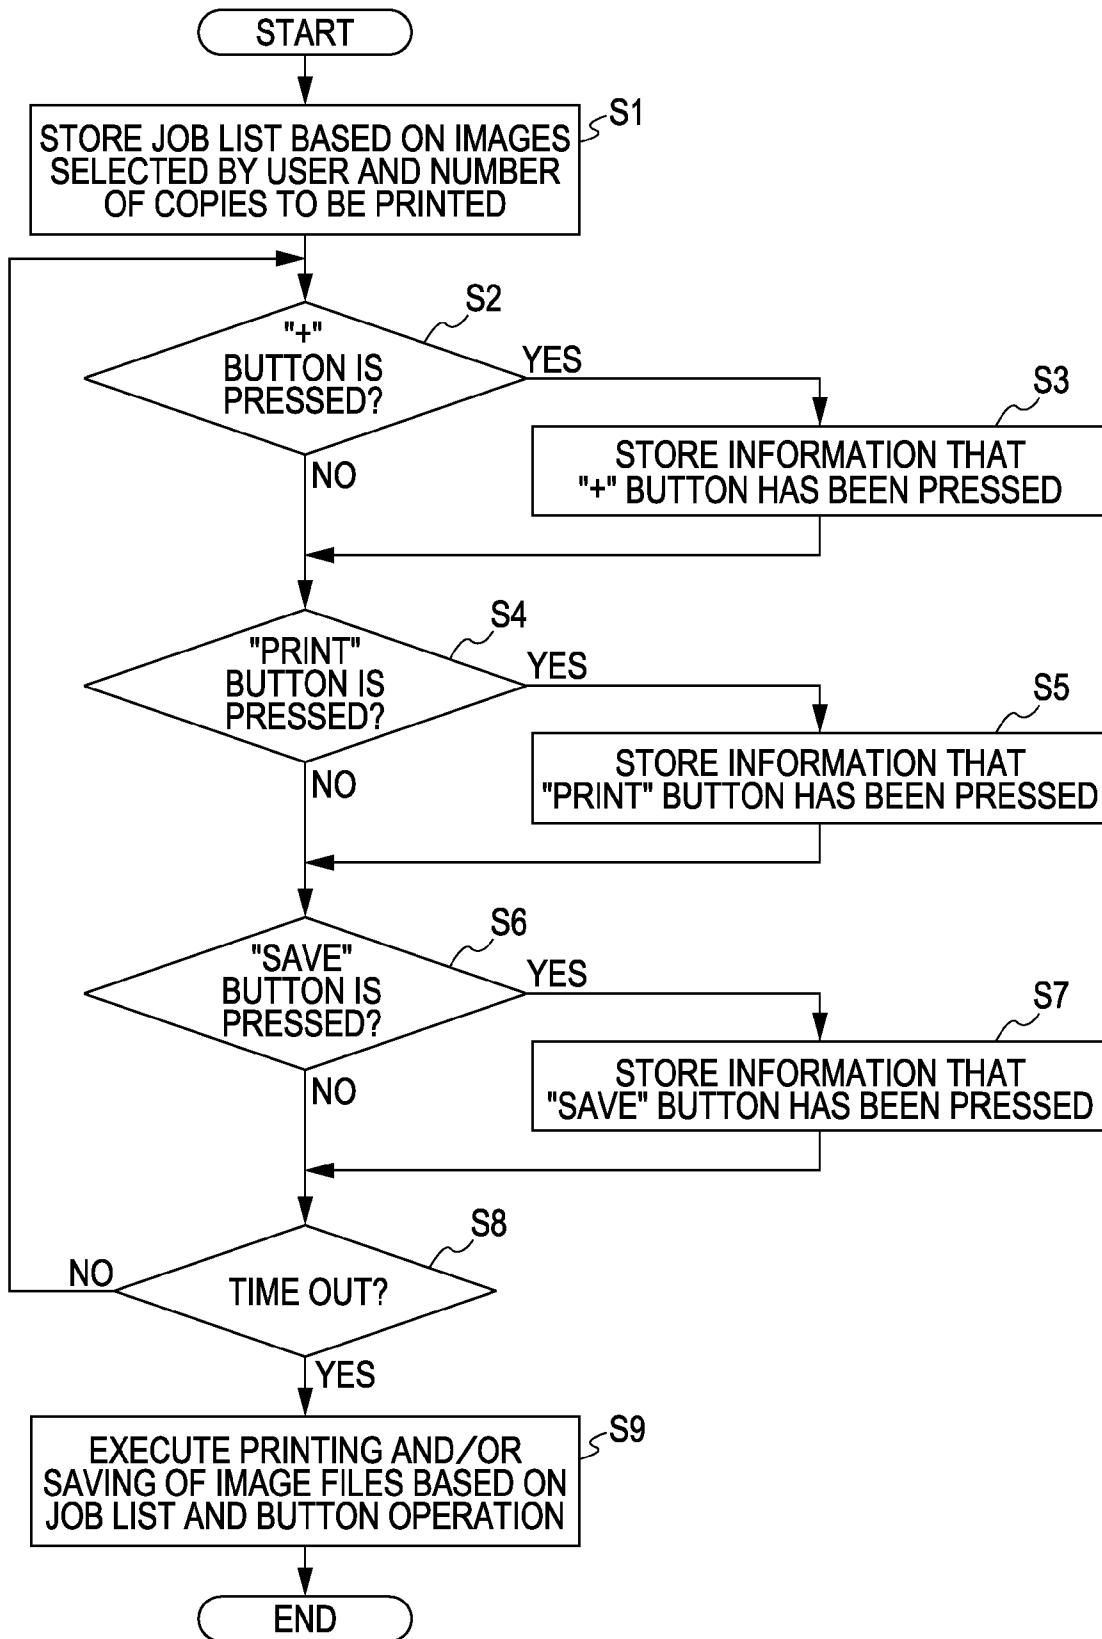 START
S1
STORE JOB LIST BASED ON IMAGES
SELECTED BY USER AND NUMBER
OF COPIES TO BE PRINTED
S2
"+"
BUTTON IS
PRESSED?
YES
NO
S3
STORE INFORMATION THAT
"+" BUTTON HAS BEEN PRESSED
S4
"PRINT"
BUTTON IS
PRESSED?
YES
NO
S5
STORE INFORMATION THAT
"PRINT" BUTTON HAS BEEN PRESSED
S6
"SAVE"
BUTTON IS
PRESSED?
YES
NO
S7
STORE INFORMATION THAT
"SAVE" BUTTON HAS BEEN PRESSED
S8
TIME OUT?
NO
YES
S9
EXECUTE PRINTING AND/OR
SAVING OF IMAGE FILES BASED ON
JOB LIST AND BUTTON OPERATION
END